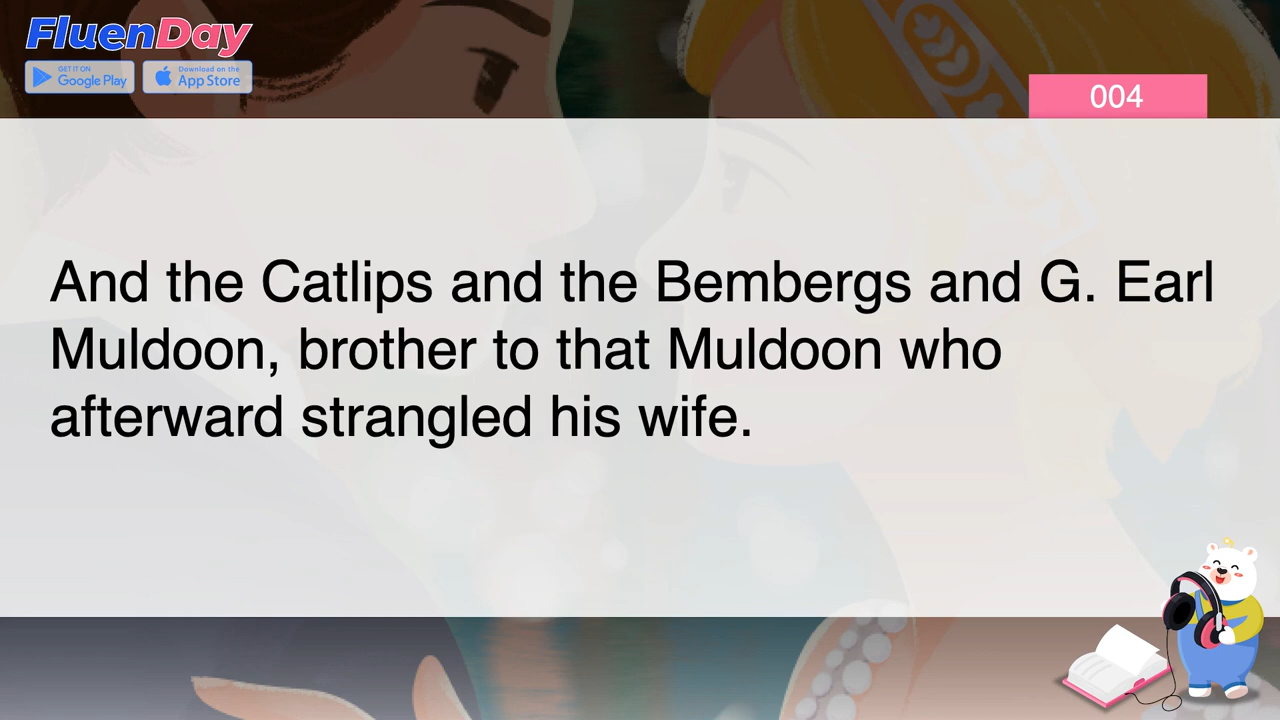 FluenDay
GET IT ON
Google Play
Download on the
App Store
004
And the Catlips and the Bembergs and G. Earl
Muldoon, brother to that Muldoon who
afterward strangled his wife.